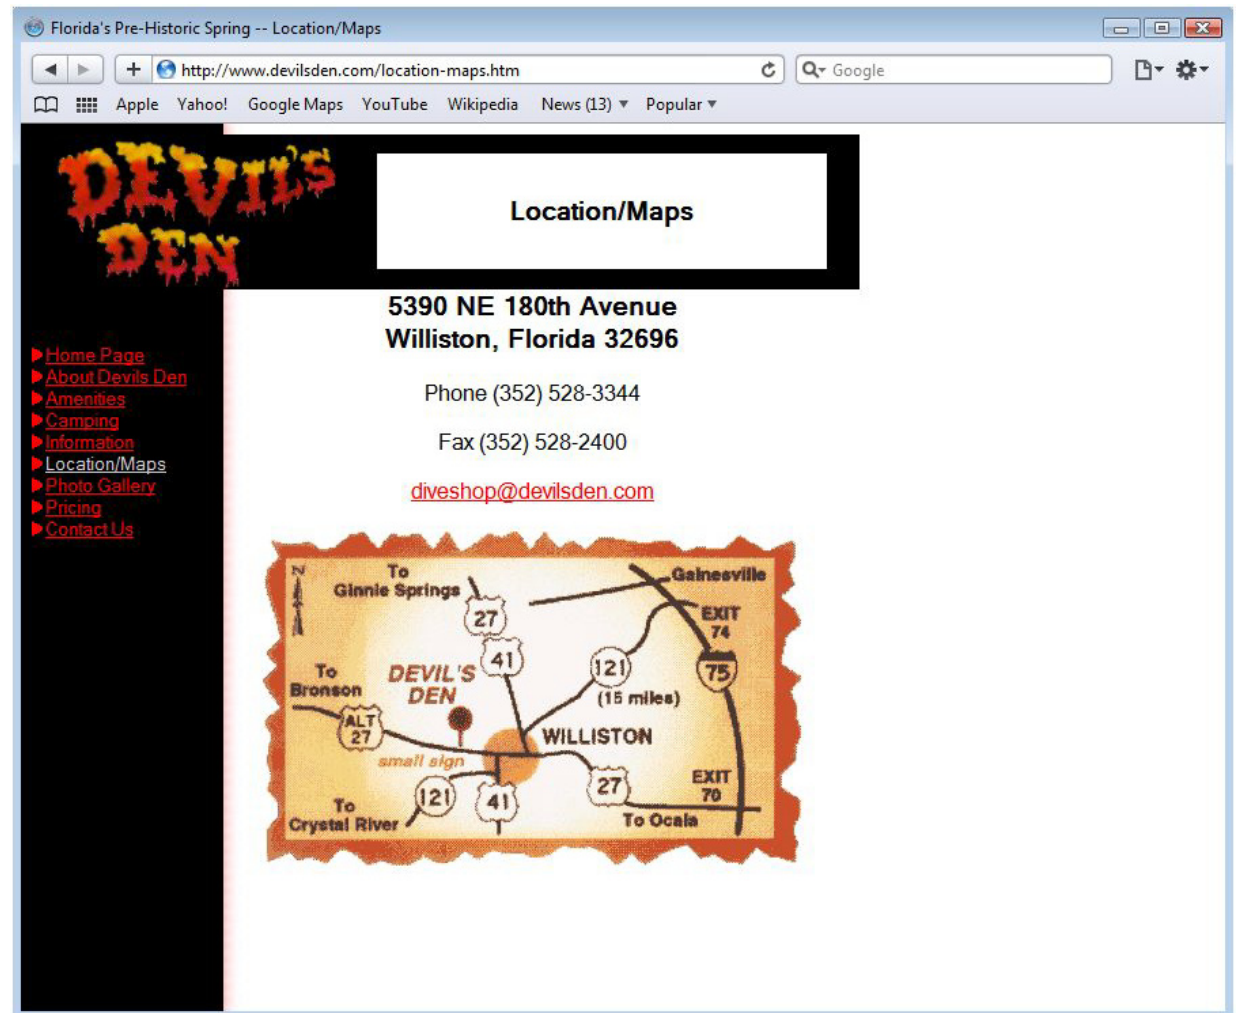 Florida's Pre-Historic Spring -- Location/Maps
http://www.devilsden.com/location-maps.htm
Google
Apple Yahoo! Google Maps YouTube Wikipedia News (13) Popular
DEVIL'S
DEN
Location/Maps
5390 NE 180th Avenue
Williston, Florida 32696
Phone (352) 528-3344
Fax (352) 528-2400
diveshop@devilsden.com
Home Page
About Devils Den
Amenities
Camping
Information
Location/Maps
Photo Gallery
Pricing
Contact Us
N
To
Ginnie Springs
27
41
Gainesville
EXIT
74
75
121
(15 miles)
To
Bronson
ALT
27
DEVIL'S
DEN
small sign
WILLISTON
121
41
27
EXIT
70
To
Crystal River
To Ocala